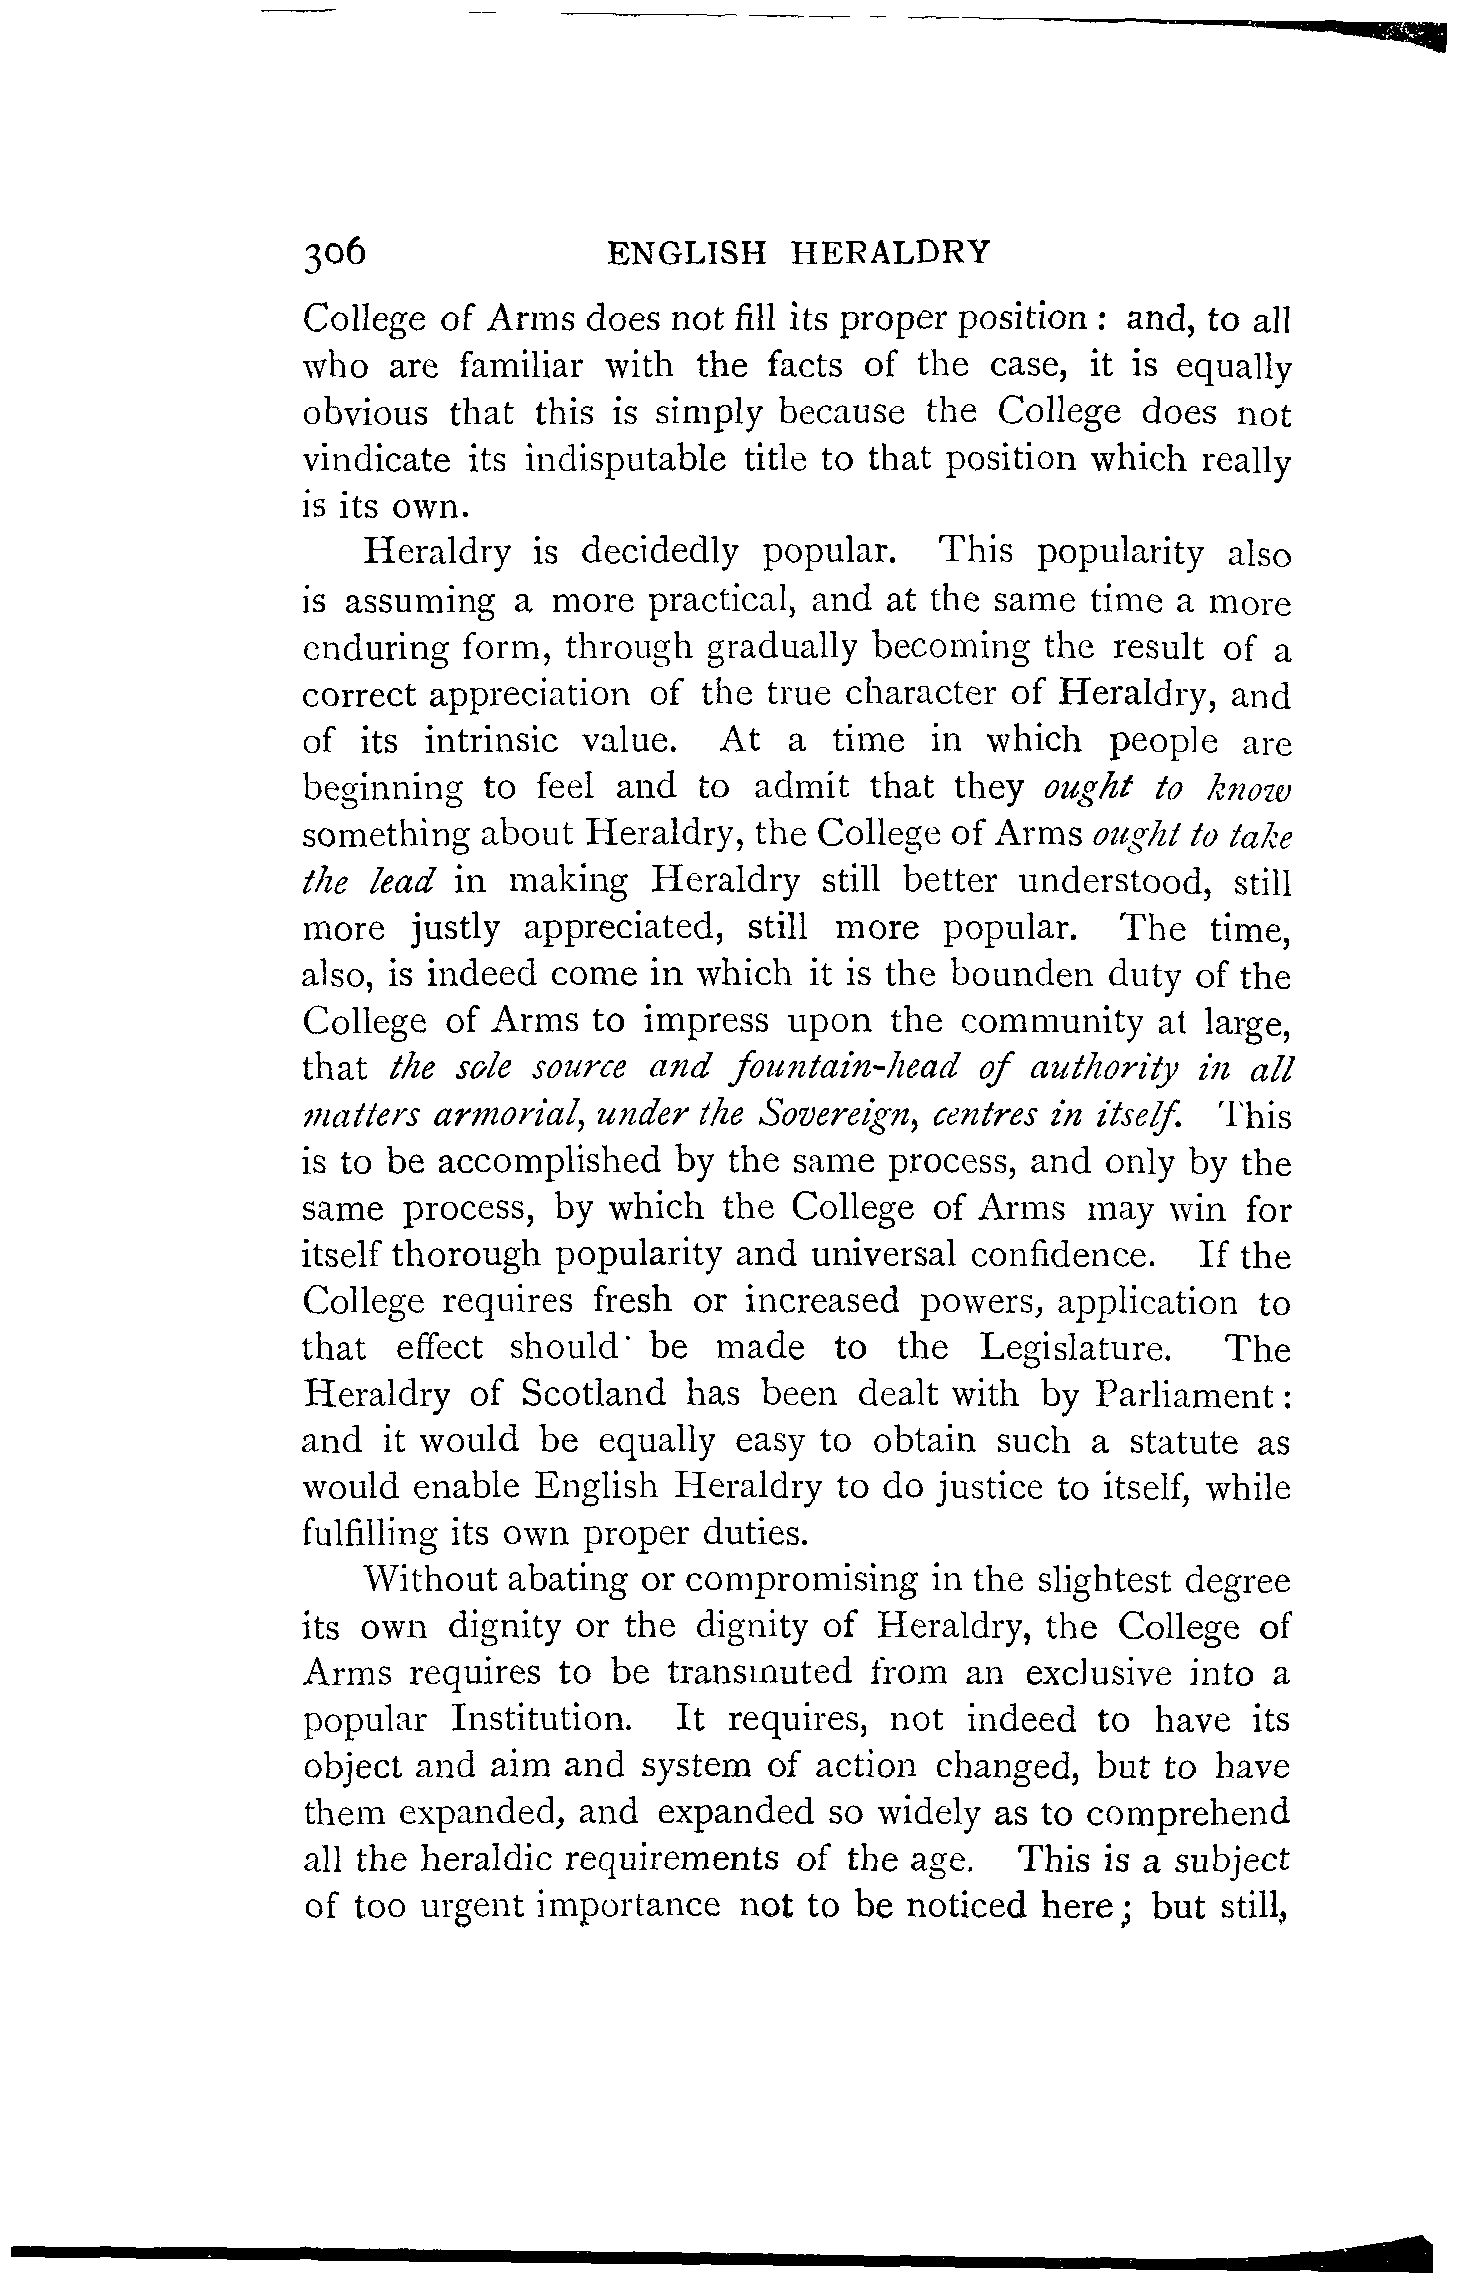 306 ENGLISH HERALDRY
College of Arms does not fill its proper position : and, to all
who are familiar with the facts of the case, it is equally
obvious that this is simply because the College does not
vindicate its indisputable title to that position which really
is its own.
Heraldry is decidedly popular. This popularity also
is assuming a more practical, and at the same time a more
enduring form, through gradually becoming the result of a
correct appreciation of the true character of Heraldry, and
of its intrinsic value. At a time in which people are
beginning to feel and to admit that they ought to know
something about Heraldry, the College of Arms ought to take
the lead in making Heraldry still better understood, still
more justly appreciated, still more popular. The time,
also, is indeed come in which it is the bounden duty of the
College of Arms to impress upon the community at large,
that the sole source and fountain-head of authority in all
matters armorial, under the Sovereign, centres in itself. This
is to be accomplished by the same process, and only by the
same process, by which the College of Arms may win for
itself thorough popularity and universal confidence. If the
College requires fresh or increased powers, application to
that effect should be made to the Legislature. The
Heraldry of Scotland has been dealt with by Parliament :
and it would be equally easy to obtain such a statute as
would enable English Heraldry to do justice to itself, while
fulfilling its own proper duties.
Without abating or compromising in the slightest degree
its own dignity or the dignity of Heraldry, the College of
Arms requires to be transmuted from an exclusive into a
popular Institution. It requires, not indeed to have its
object and aim and system of action changed, but to have
them expanded, and expanded so widely as to comprehend
all the heraldic requirements of the age. This is a subject
of too urgent importance not to be noticed here ; but still,